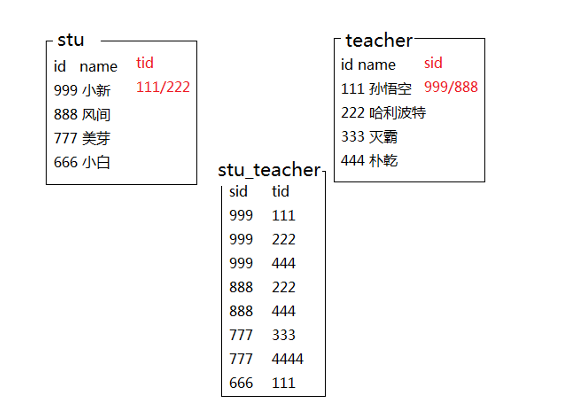 stu
id name tid
999 小新 111/222
888 风间
777 美芽
666 小白
teacher
id name sid
111 孙悟空 999/888
222 哈利波特
333 灭霸
444 朴乾
stu_teacher
sid tid
999 111
999 222
999 444
888 222
888 444
777 333
777 4444
666 111